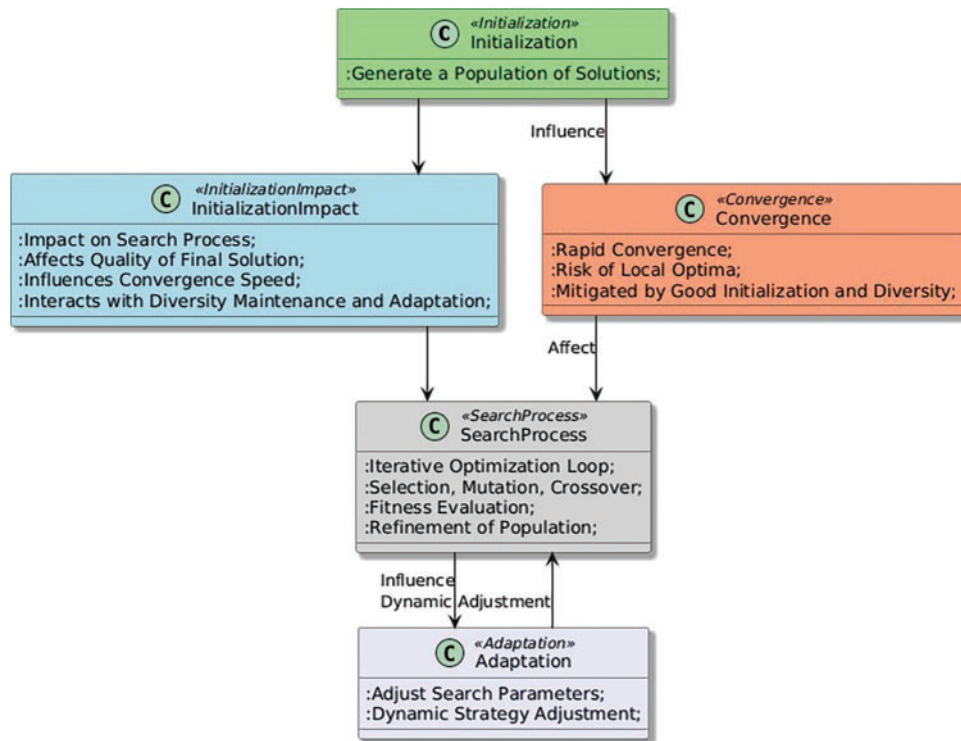 C
«Initialization»
Initialization
:Generate a Population of Solutions;
Influence
C
«InitializationImpact»
InitializationImpact
:Impact on Search Process;
:Affects Quality of Final Solution;
:Influences Convergence Speed;
:Interacts with Diversity Maintenance and Adaptation;
C
«Convergence»
Convergence
:Rapid Convergence;
:Risk of Local Optima;
:Mitigated by Good Initialization and Diversity;
Affect
C
«SearchProcess»
SearchProcess
:Iterative Optimization Loop;
:Selection, Mutation, Crossover;
:Fitness Evaluation;
:Refinement of Population;
Influence
Dynamic Adjustment
C
«Adaptation»
Adaptation
:Adjust Search Parameters;
:Dynamic Strategy Adjustment;